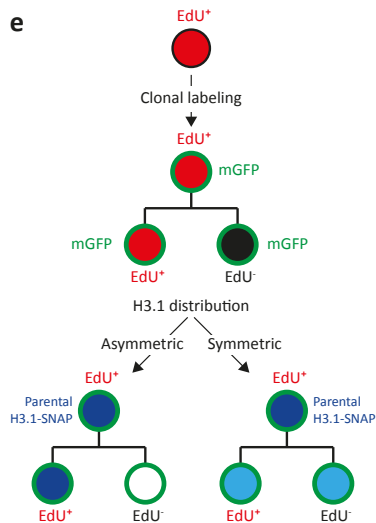 e
EdU⁺
Clonal labeling
EdU⁺
mGFP
mGFP
mGFP
EdU⁺
EdU⁻
H3.1 distribution
Asymmetric
Symmetric
EdU⁺
EdU⁺
Parental
H3.1-SNAP
Parental
H3.1-SNAP
EdU⁺
EdU⁻
EdU⁺
EdU⁻